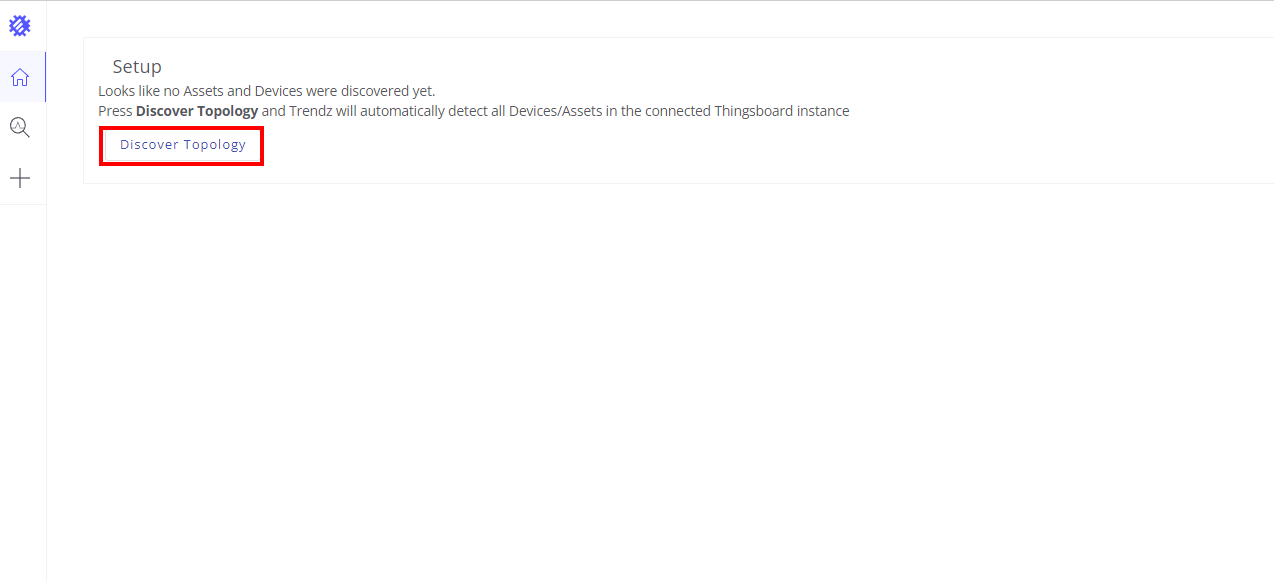 Setup
Looks like no Assets and Devices were discovered yet.
Press Discover Topology and Trendz will automatically detect all Devices/Assets in the connected Thingsboard instance
Discover Topology